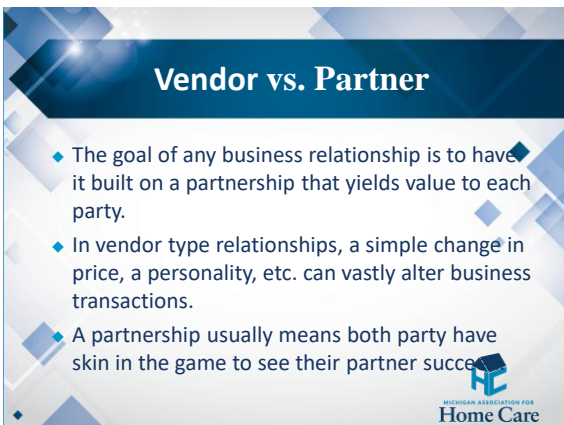 Vendor vs. Partner
The goal of any business relationship is to have
it built on a partnership that yields value to each
party.
In vendor type relationships, a simple change in
price, a personality, etc. can vastly alter business
transactions.
A partnership usually means both party have
skin in the game to see their partner
HC
MICHIGAN ASSOCIATION FOR
Home Care